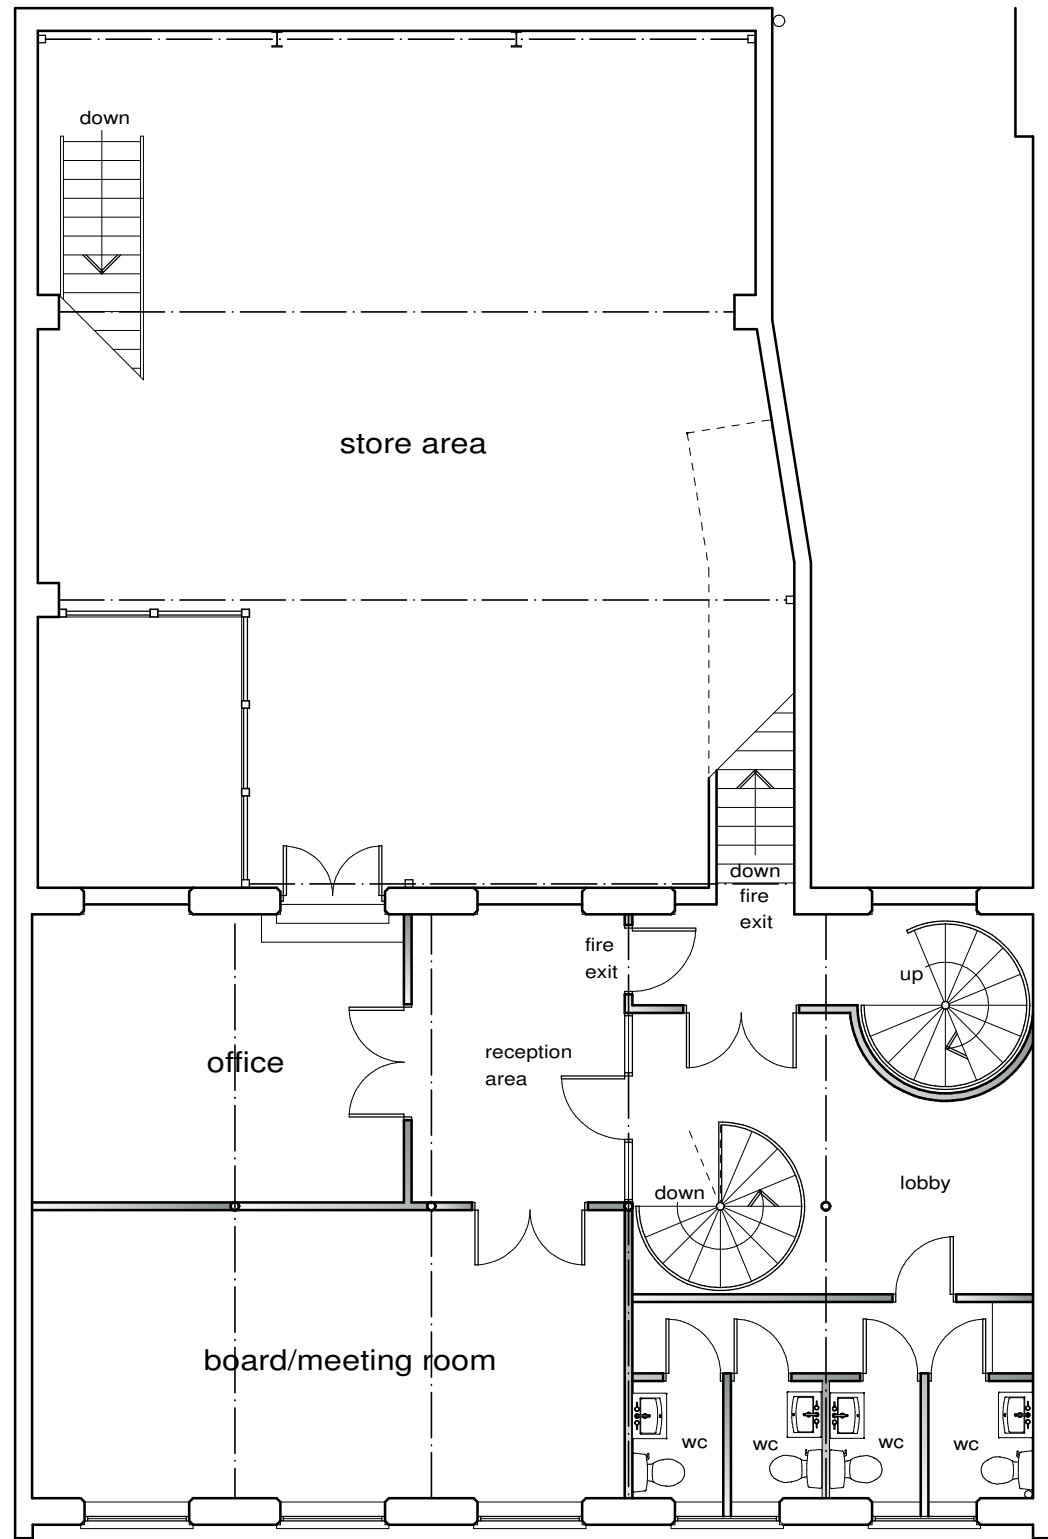 down
store area
down
fire
exit
fire
exit
up
office
reception
area
down
lobby
board/meeting room
wc
wc
wc
wc